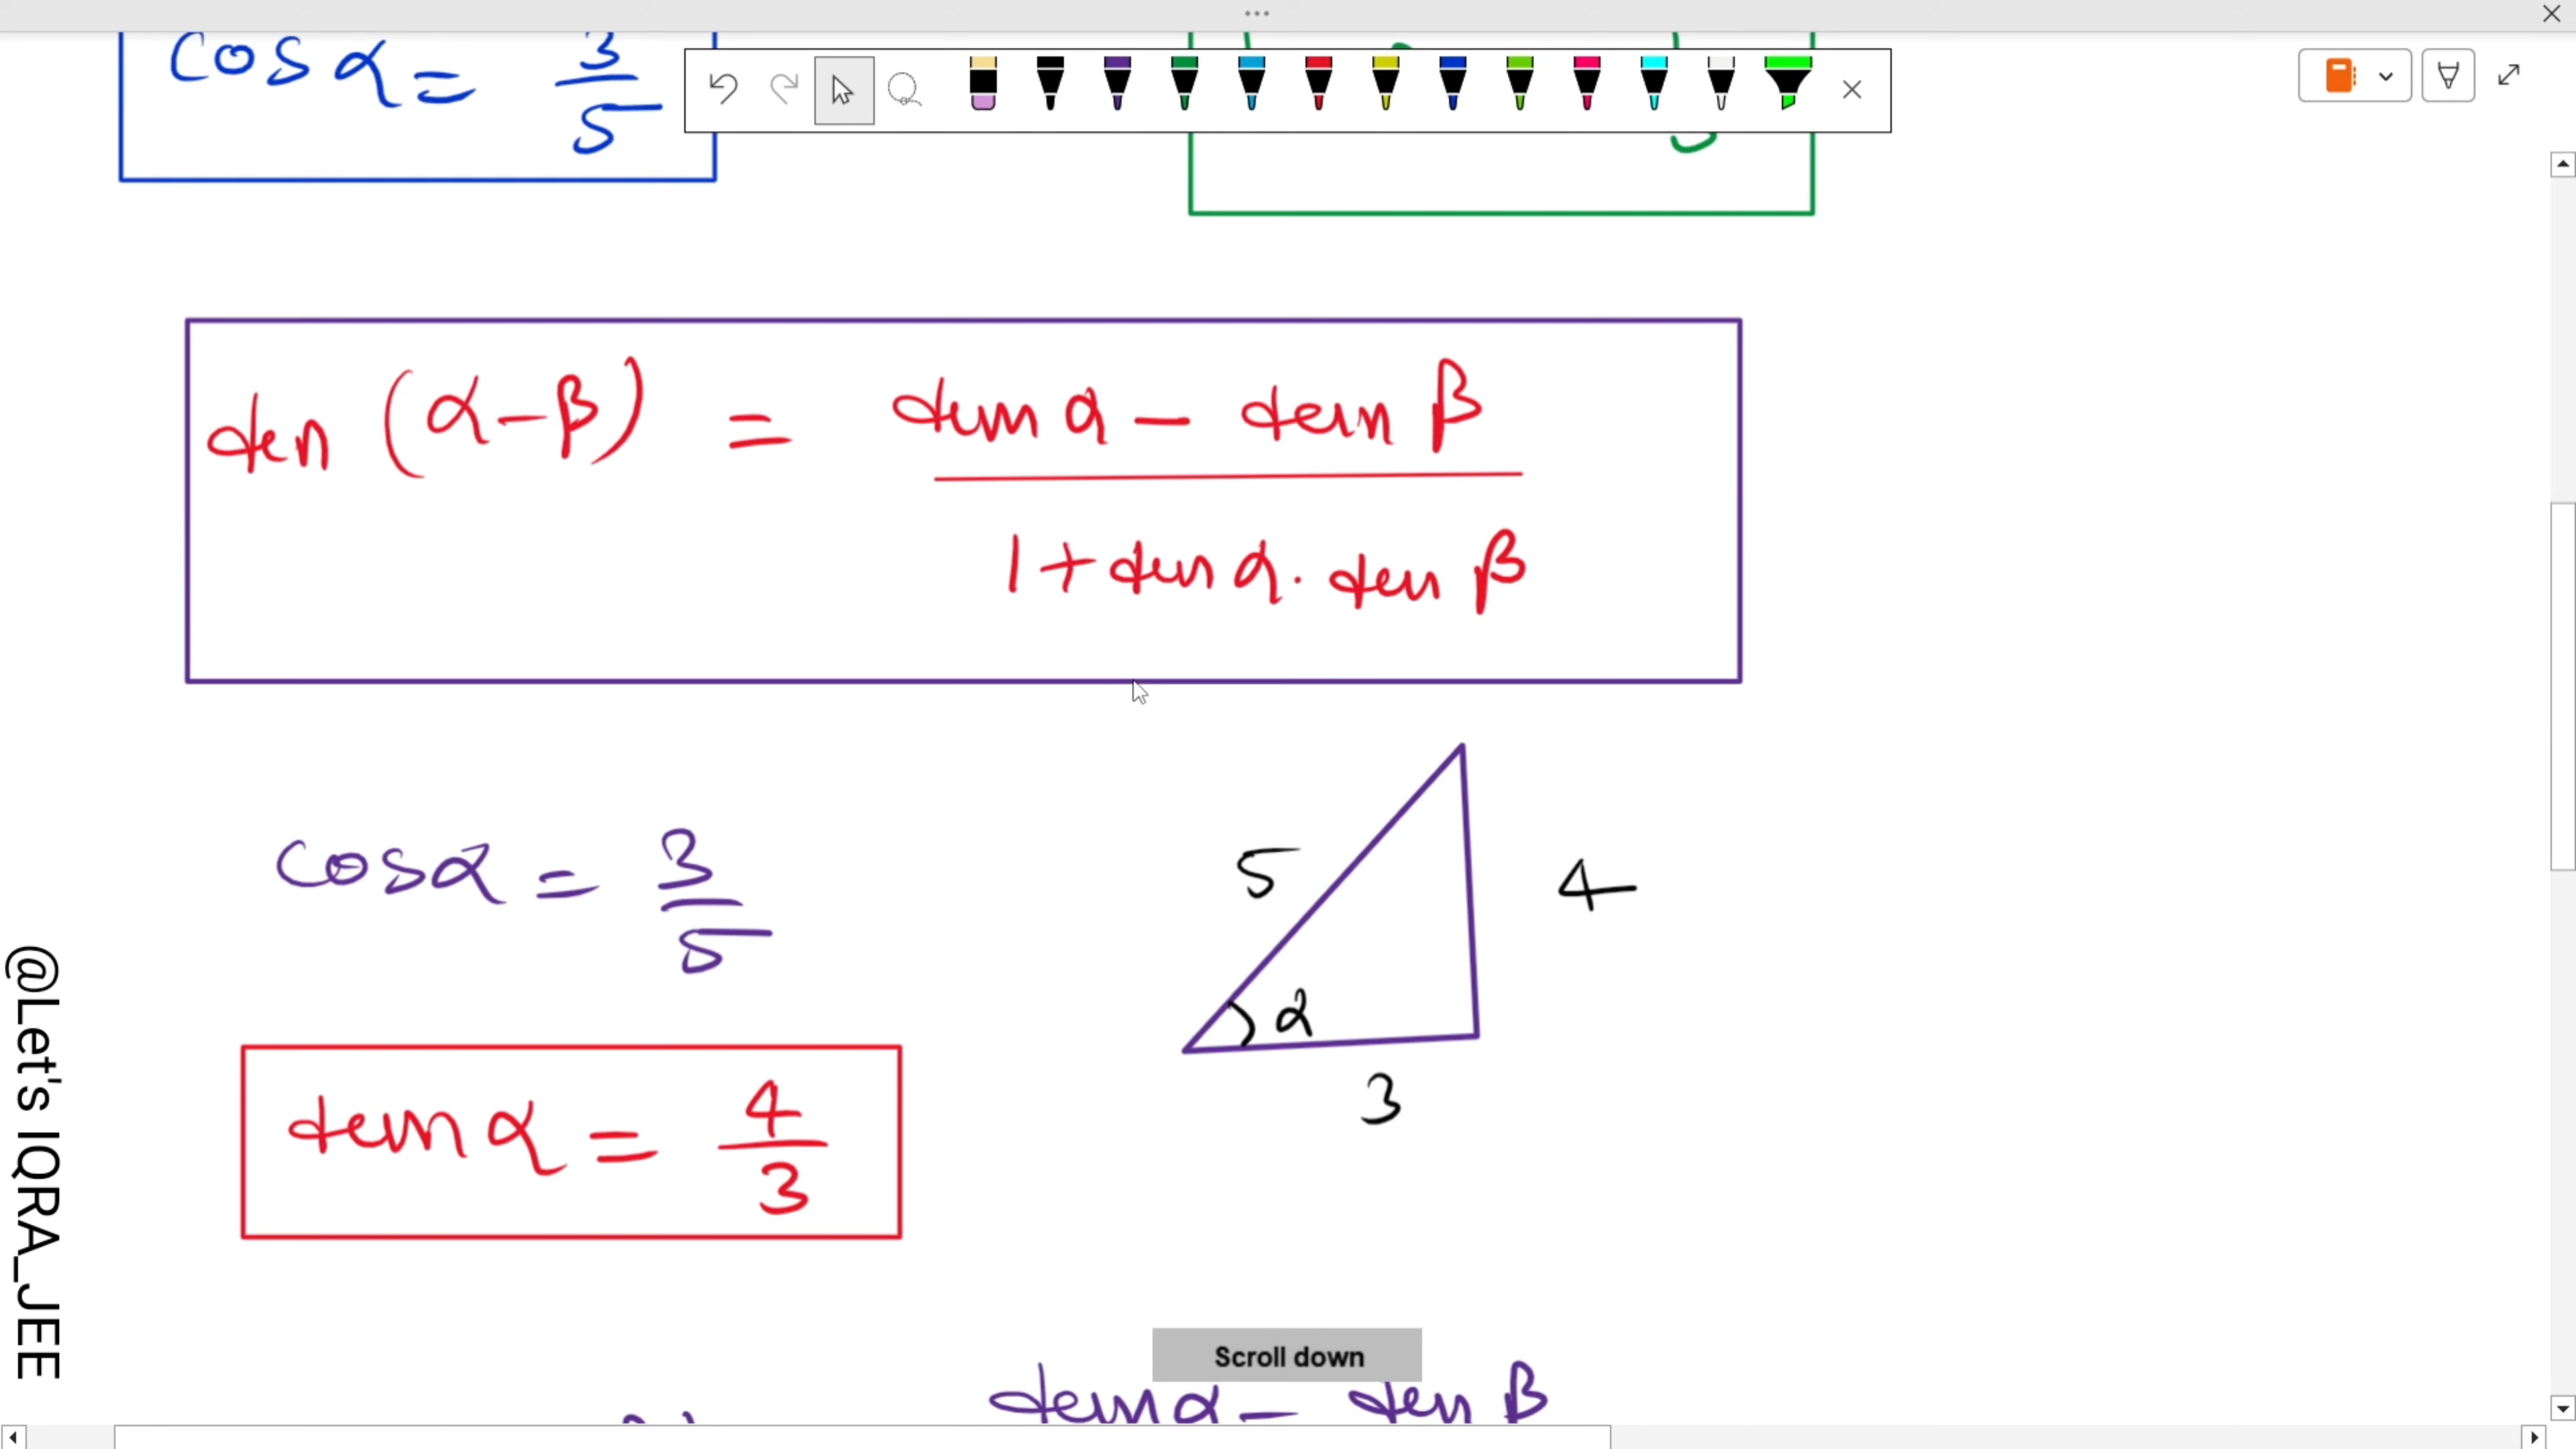 cos α = 3/5
tan (α-β) = tan α - tan β
1 + tan α . tan β
cos α = 3/5
5
4
α
3
tan α = 4/3
Scroll down
tan α - tan β
@Let's IQRA_JEE